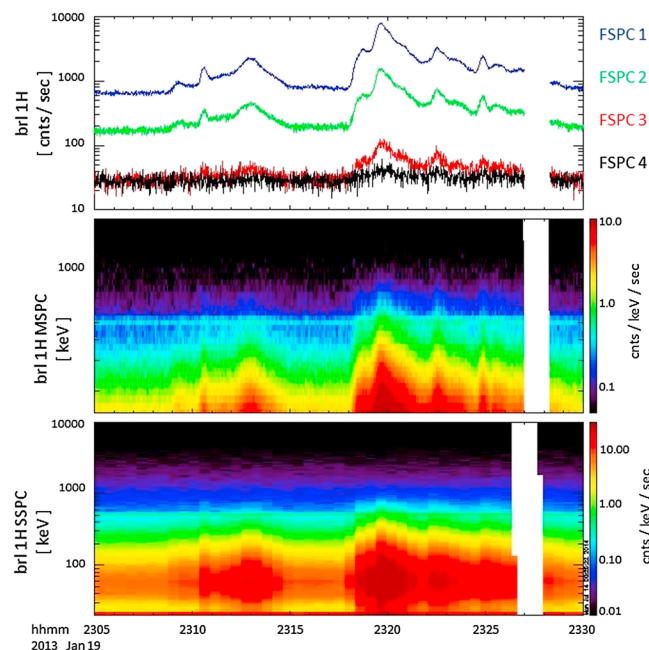 10000
1000
100
10
brl 1H
[ cnts / sec ]
FSPC 1
FSPC 2
FSPC 3
FSPC 4
1000
brl 1H MSPC
[ keV ]
10.0
1.0
0.1
cnts / keV / sec
10000
1000
100
brl 1H SSPC
[ keV ]
10.00
1.00
0.10
0.01
cnts / keV / sec
hhmm
2305
2310
2315
2320
2325
2330
2013 Jan 19